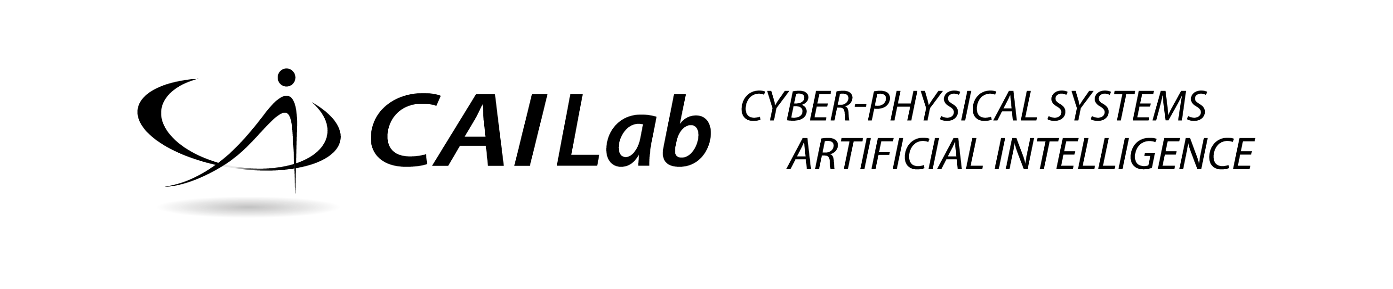 CAILab
CYBER-PHYSICAL SYSTEMS
ARTIFICIAL INTELLIGENCE